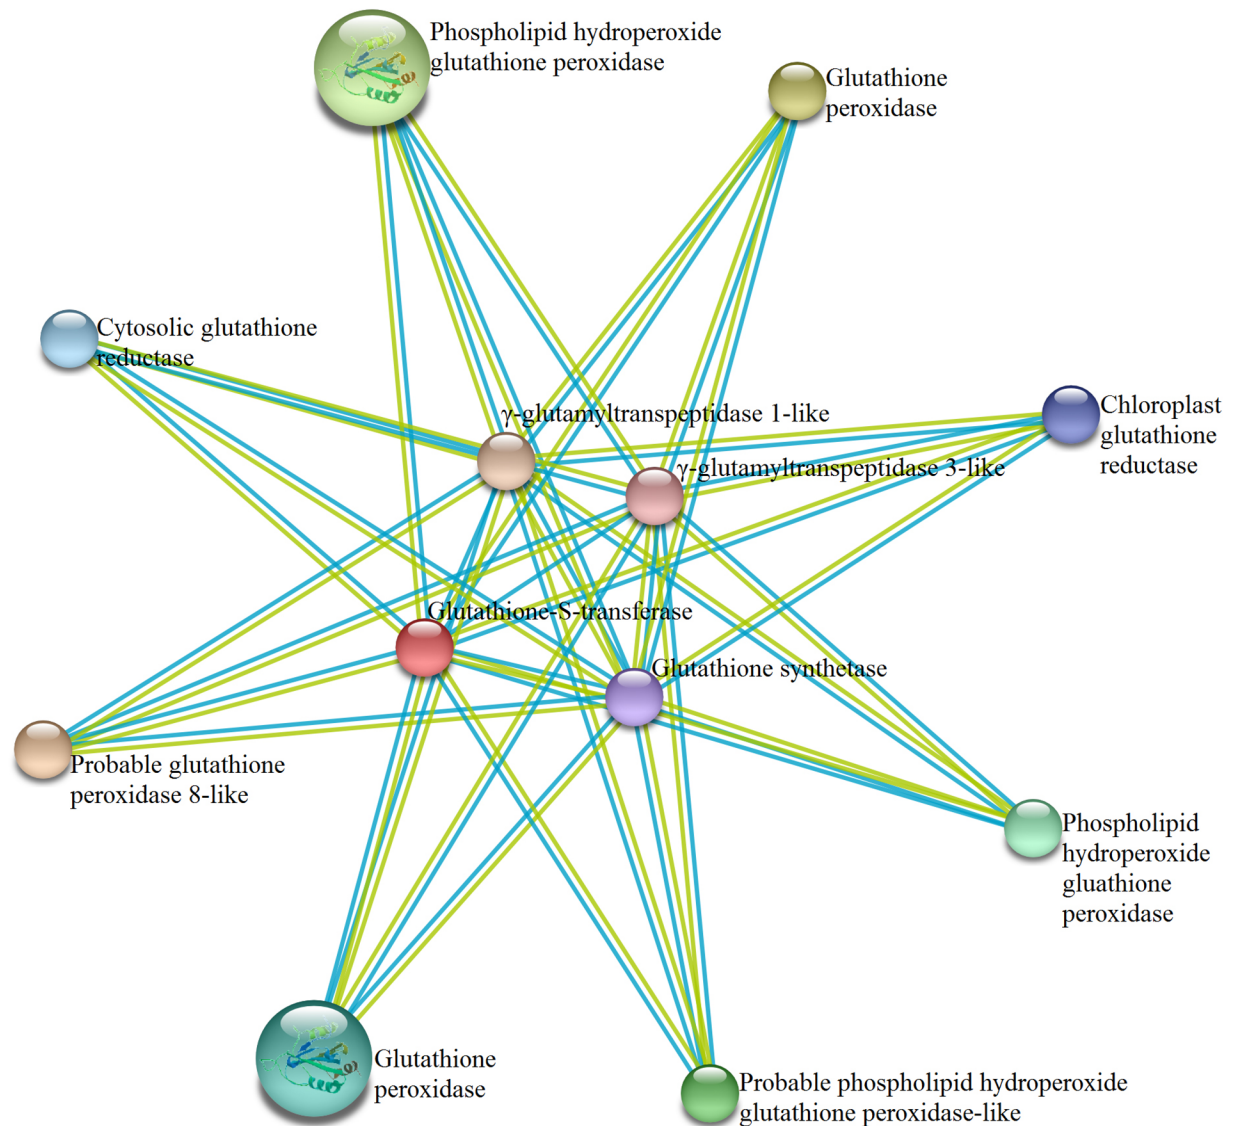 Phospholipid hydroperoxide
glutathione peroxidase
Glutathione
peroxidase
Cytosolic glutathione
reductase
γ-glutamyltranspeptidase 1-like
Chloroplast
glutathione
reductase
γ-glutamyltranspeptidase 3-like
Glutathione-S-transferase
Glutathione synthetase
Probable glutathione
peroxidase 8-like
Phospholipid
hydroperoxide
gluathione
peroxidase
Glutathione
peroxidase
Probable phospholipid hydroperoxide
glutathione peroxidase-like